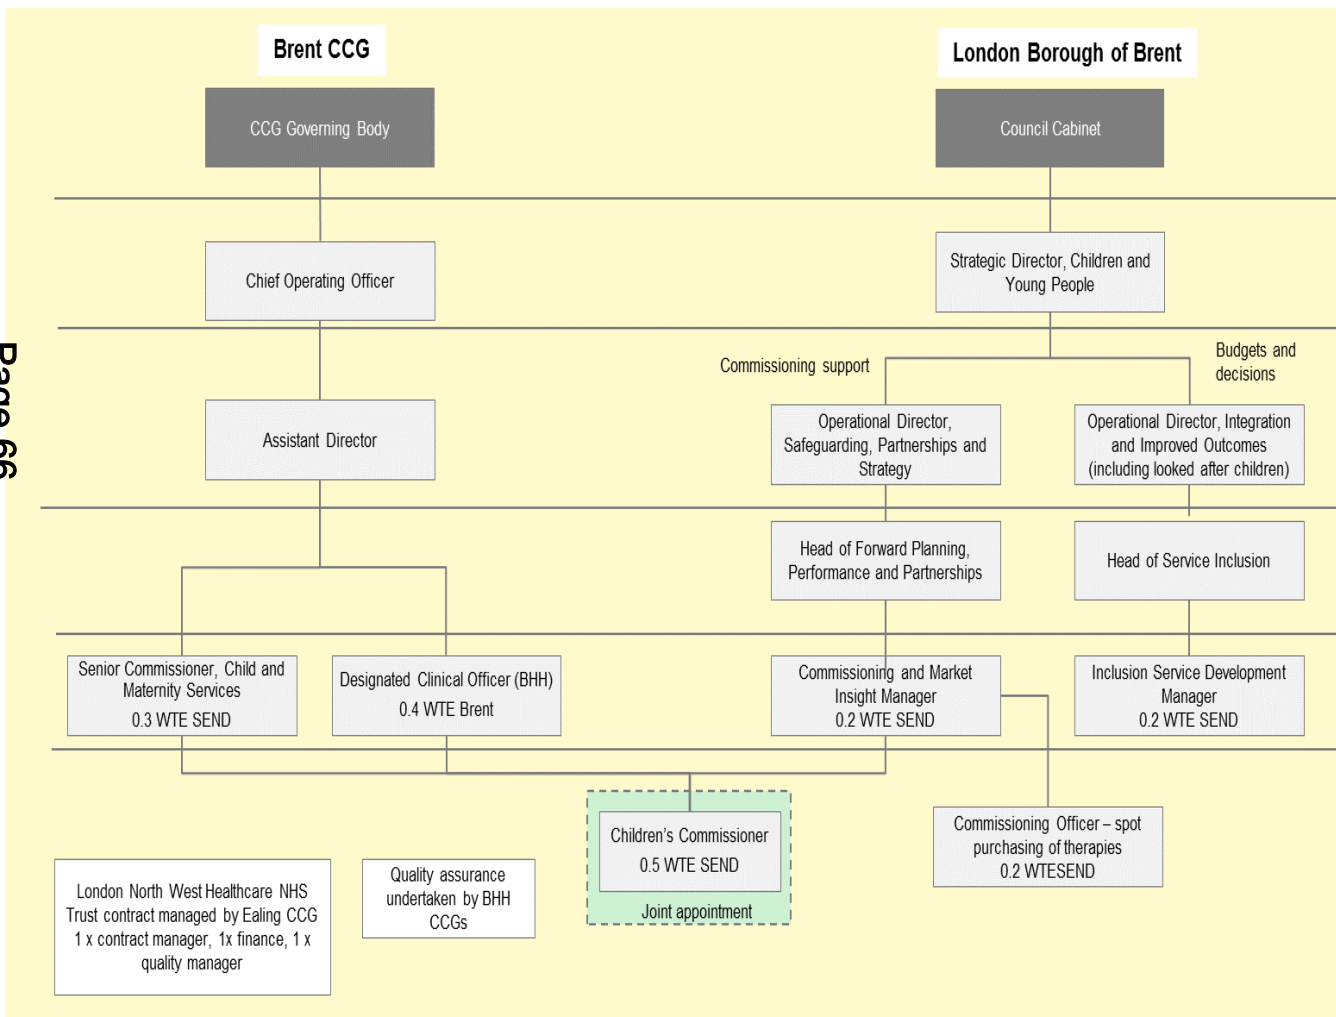 Brent CCG
London Borough of Brent
CCG Governing Body
Council Cabinet
Chief Operating Officer
Strategic Director, Children and
Young People
Commissioning support
Budgets and
decisions
Assistant Director
Operational Director,
Safeguarding, Partnerships and
Strategy
Operational Director, Integration
and Improved Outcomes
(including looked after children)
Page 66
Head of Forward Planning,
Performance and Partnerships
Head of Service Inclusion
Senior Commissioner, Child and
Maternity Services
0.3 WTE SEND
Designated Clinical Officer (BHH)
0.4 WTE Brent
Commissioning and Market
Insight Manager
0.2 WTE SEND
Inclusion Service Development
Manager
0.2 WTE SEND
Children's Commissioner
0.5 WTE SEND
Joint appointment
Commissioning Officer – spot
purchasing of therapies
0.2 WTESEND
London North West Healthcare NHS
Trust contract managed by Ealing CCG
1 x contract manager, 1x finance, 1 x
quality manager
Quality assurance
undertaken by BHH
CCGs